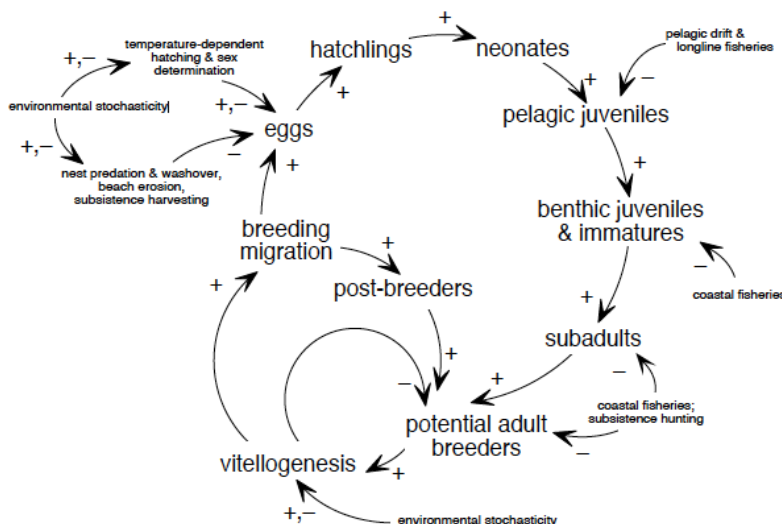 +
hatchlings
neonates
pelagic drift &
longline fisheries
+,−
temperature-dependent
hatching & sex
determination
+
−
+
pelagic juveniles
environmental stochasticity
+,−
eggs
+,−
−
+
nest predation & washover,
beach erosion,
subsistence harvesting
+
benthic juveniles
& immatures
breeding
migration
+
−
coastal fisheries
+
post-breeders
+
subadults
+
−
+
−
coastal fisheries;
subsistence hunting
potential adult
breeders
−
vitellogenesis
+
+,−
environmental stochasticity